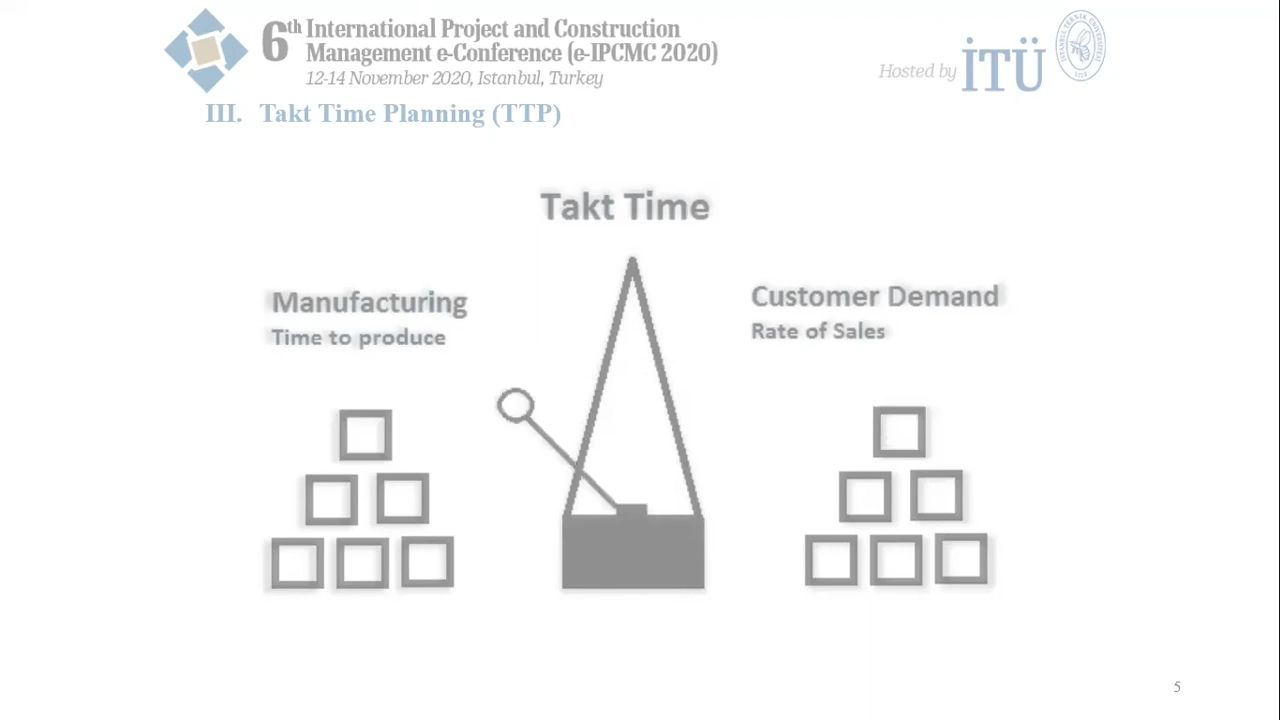 6th International Project and Construction
Management e-Conference (e-IPCMC 2020)
12-14 November 2020, Istanbul, Turkey
Hosted by İTÜ
III. Takt Time Planning (TTP)
Takt Time
Manufacturing
Time to produce
Customer Demand
Rate of Sales
5